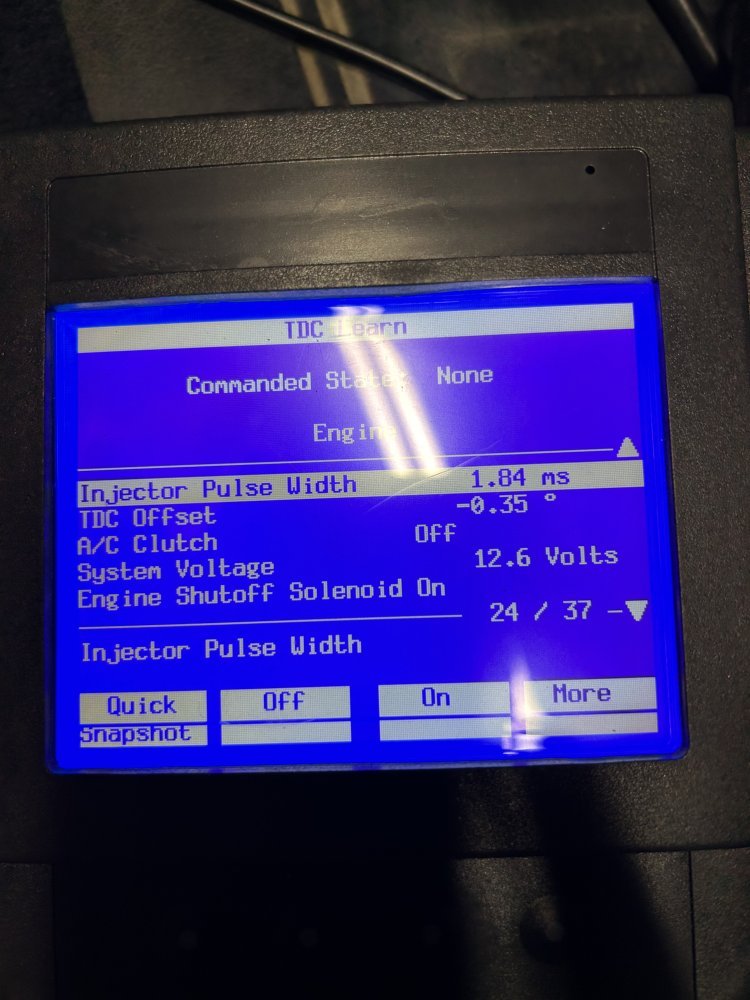 TDC Learn
Commanded State: None
Engine
Injector Pulse Width 1.84 ms
TDC Offset -0.35 °
A/C Clutch Off
System Voltage 12.6 Volts
Engine Shutoff Solenoid On
24 / 37
Injector Pulse Width
Quick Snapshot
Off
On
More